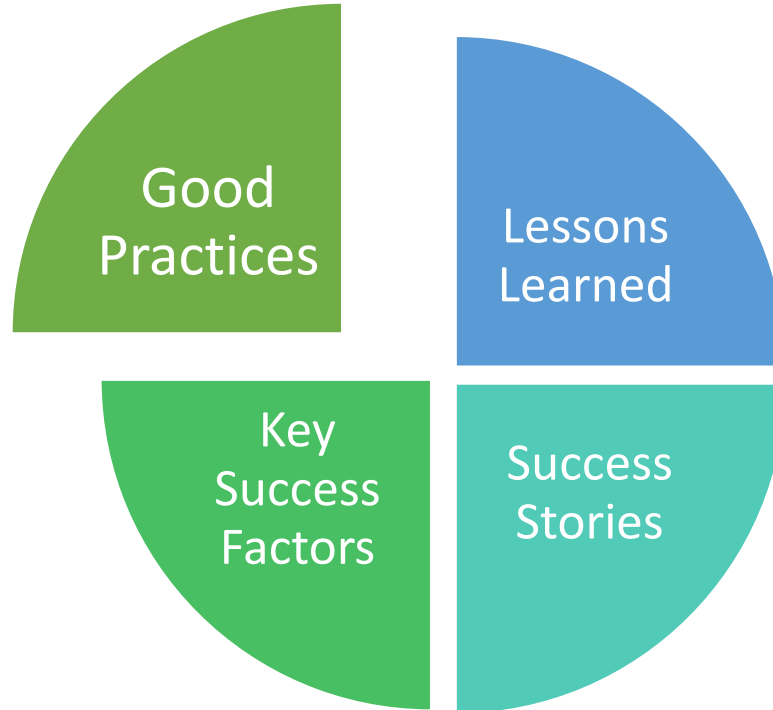 Good
Practices
Lessons
Learned
Key
Success
Factors
Success
Stories